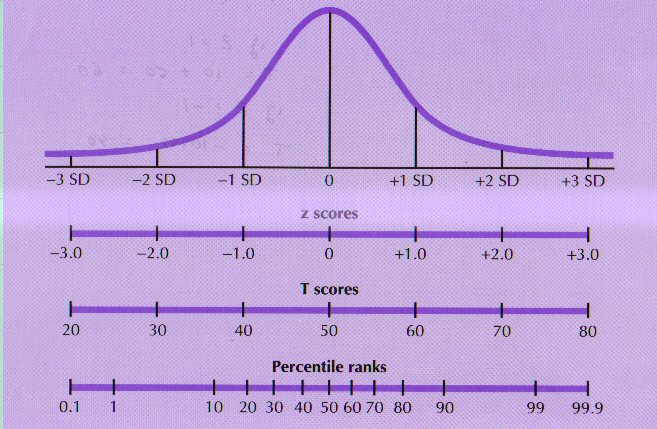 −3 SD −2 SD −1 SD 0 +1 SD +2 SD +3 SD
z scores
−3.0 −2.0 −1.0 0 +1.0 +2.0 +3.0
T scores
20 30 40 50 60 70 80
Percentile ranks
0.1 1 10 20 30 40 50 60 70 80 90 99 99.9